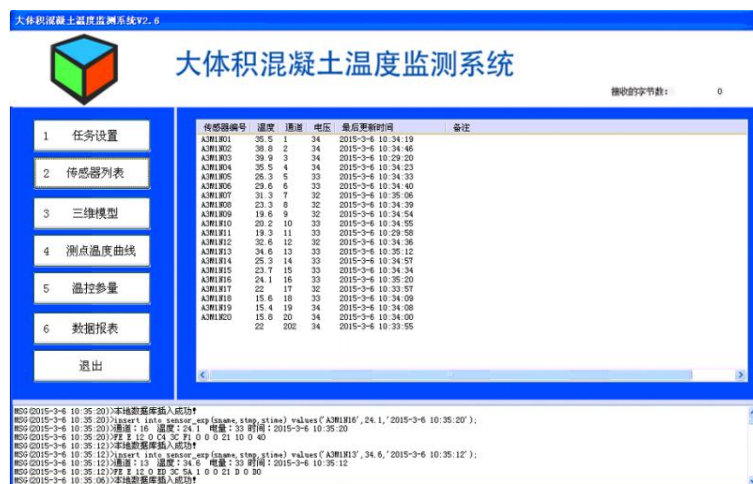 大体积混凝土温度监测系统V2.6
大体积混凝土温度监测系统
接收的字节数: 0
1 任务设置
2 传感器列表
3 三维模型
4 测点温度曲线
5 温控参量
6 数据报表
退出
传感器编号 温度 通道 电压 最后更新时间 备注
A3M1N01 35.5 1 34 2015-3-6 10:34:19
A3M1N02 38.8 2 34 2015-3-6 10:34:46
A3M1N03 39.9 3 34 2015-3-6 10:29:20
A3M1N04 35.5 4 34 2015-3-6 10:34:23
A3M1N05 26.3 5 33 2015-3-6 10:34:33
A3M1N06 29.6 6 33 2015-3-6 10:34:40
A3M1N07 31.3 7 32 2015-3-6 10:35:06
A3M1N08 23.3 8 32 2015-3-6 10:34:39
A3M1N09 19.6 9 32 2015-3-6 10:34:54
A3M1N10 20.2 10 33 2015-3-6 10:34:55
A3M1N11 19.3 11 33 2015-3-6 10:29:58
A3M1N12 32.6 12 32 2015-3-6 10:34:36
A3M1N13 34.6 13 33 2015-3-6 10:35:12
A3M1N14 25.3 14 33 2015-3-6 10:34:57
A3M1N15 23.7 15 33 2015-3-6 10:34:34
A3M1N16 24.1 16 33 2015-3-6 10:35:20
A3M1N17 22 17 32 2015-3-6 10:33:57
A3M1N18 15.6 18 33 2015-3-6 10:34:09
A3M1N19 15.4 19 34 2015-3-6 10:34:08
A3M1N20 15.8 20 34 2015-3-6 10:34:00
22 202 34 2015-3-6 10:33:55
MSG(2015-3-6 10:35:20)>本地数据库插入成功!
MSG(2015-3-6 10:35:20)>insert into sensor_exp(sname,stmp,stime) values('A3M1N16',24.1,'2015-3-6 10:35:20');
MSG(2015-3-6 10:35:20)>通道:16 温度:24.1 电量:33 时间:2015-3-6 10:35:20
MSG(2015-3-6 10:35:20)>FE E 12 0 C4 3C F1 0 0 0 21 10 0 40
MSG(2015-3-6 10:35:12)>本地数据库插入成功!
MSG(2015-3-6 10:35:12)>insert into sensor_exp(sname,stmp,stime) values('A3M1N13',34.6,'2015-3-6 10:35:12');
MSG(2015-3-6 10:35:12)>通道:13 温度:34.6 电量:33 时间:2015-3-6 10:35:12
MSG(2015-3-6 10:35:12)>FE E 12 0 ED 3C 5A 1 0 0 21 D 0 D0
MSG(2015-3-6 10:35:06)>本地数据库插入成功!